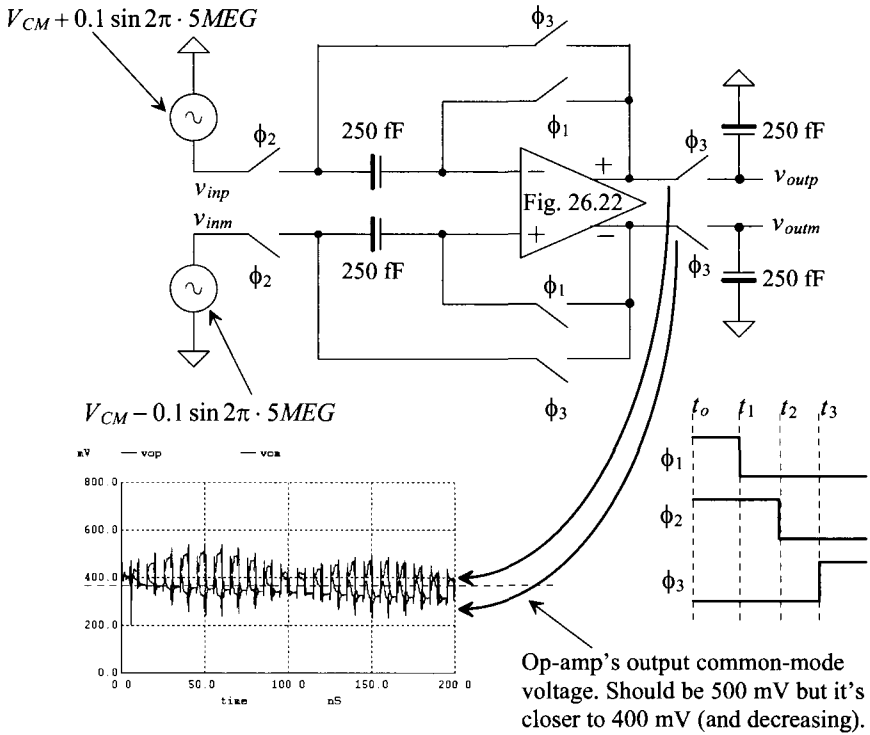 V_CM + 0.1 sin 2π · 5MEG
ϕ3
ϕ2
250 fF
ϕ1
ϕ3
250 fF
v_inp
v_outp
Fig. 26.22
v_inm
v_outm
+
−
−
+
ϕ2
250 fF
ϕ1
ϕ3
250 fF
ϕ3
V_CM − 0.1 sin 2π · 5MEG
t_o t_1 t_2 t_3
ϕ1
ϕ2
ϕ3
mV — vop — vcm
800.0
600.0
400.0
200.0
0.0
0.0 50.0 100.0 150.0 200.0
time nS
Op-amp's output common-mode
voltage. Should be 500 mV but it's
closer to 400 mV (and decreasing).